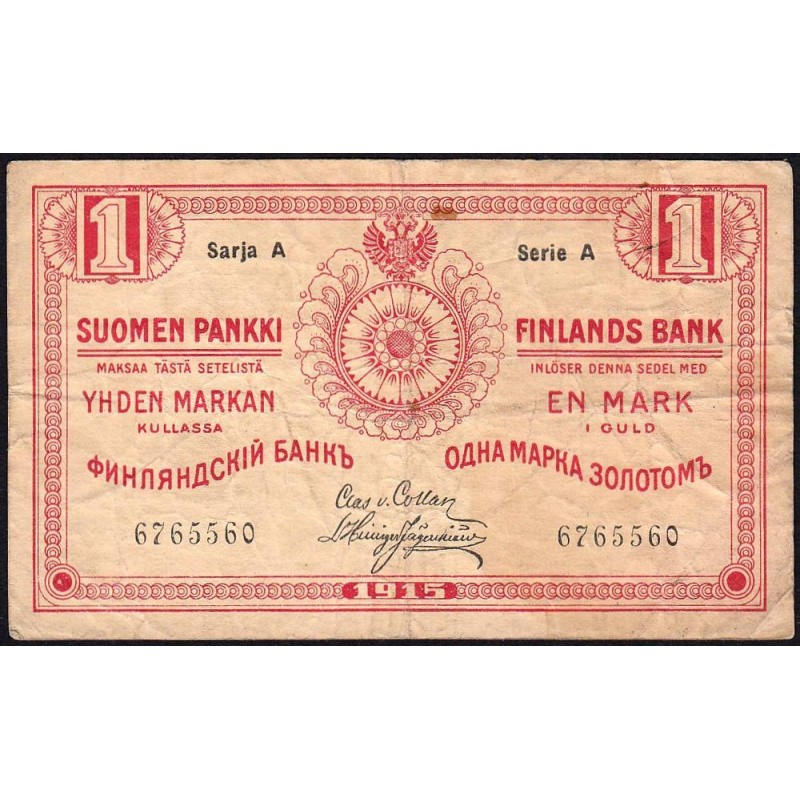 1 1
Sarja A Serie A
SUOMEN PANKKI FINLANDS BANK
MAKSAA TÄSTÄ SETELISTÄ INLÖSER DENNA SEDEL MED
YHDEN MARKAN EN MARK
KULLASSA I GULD
ФИНЛЯНДСКІЙ БАНКЪ ОДНА МАРКА ЗОЛОТОМЪ
Clas v. Collan
6765560 6765560
1915